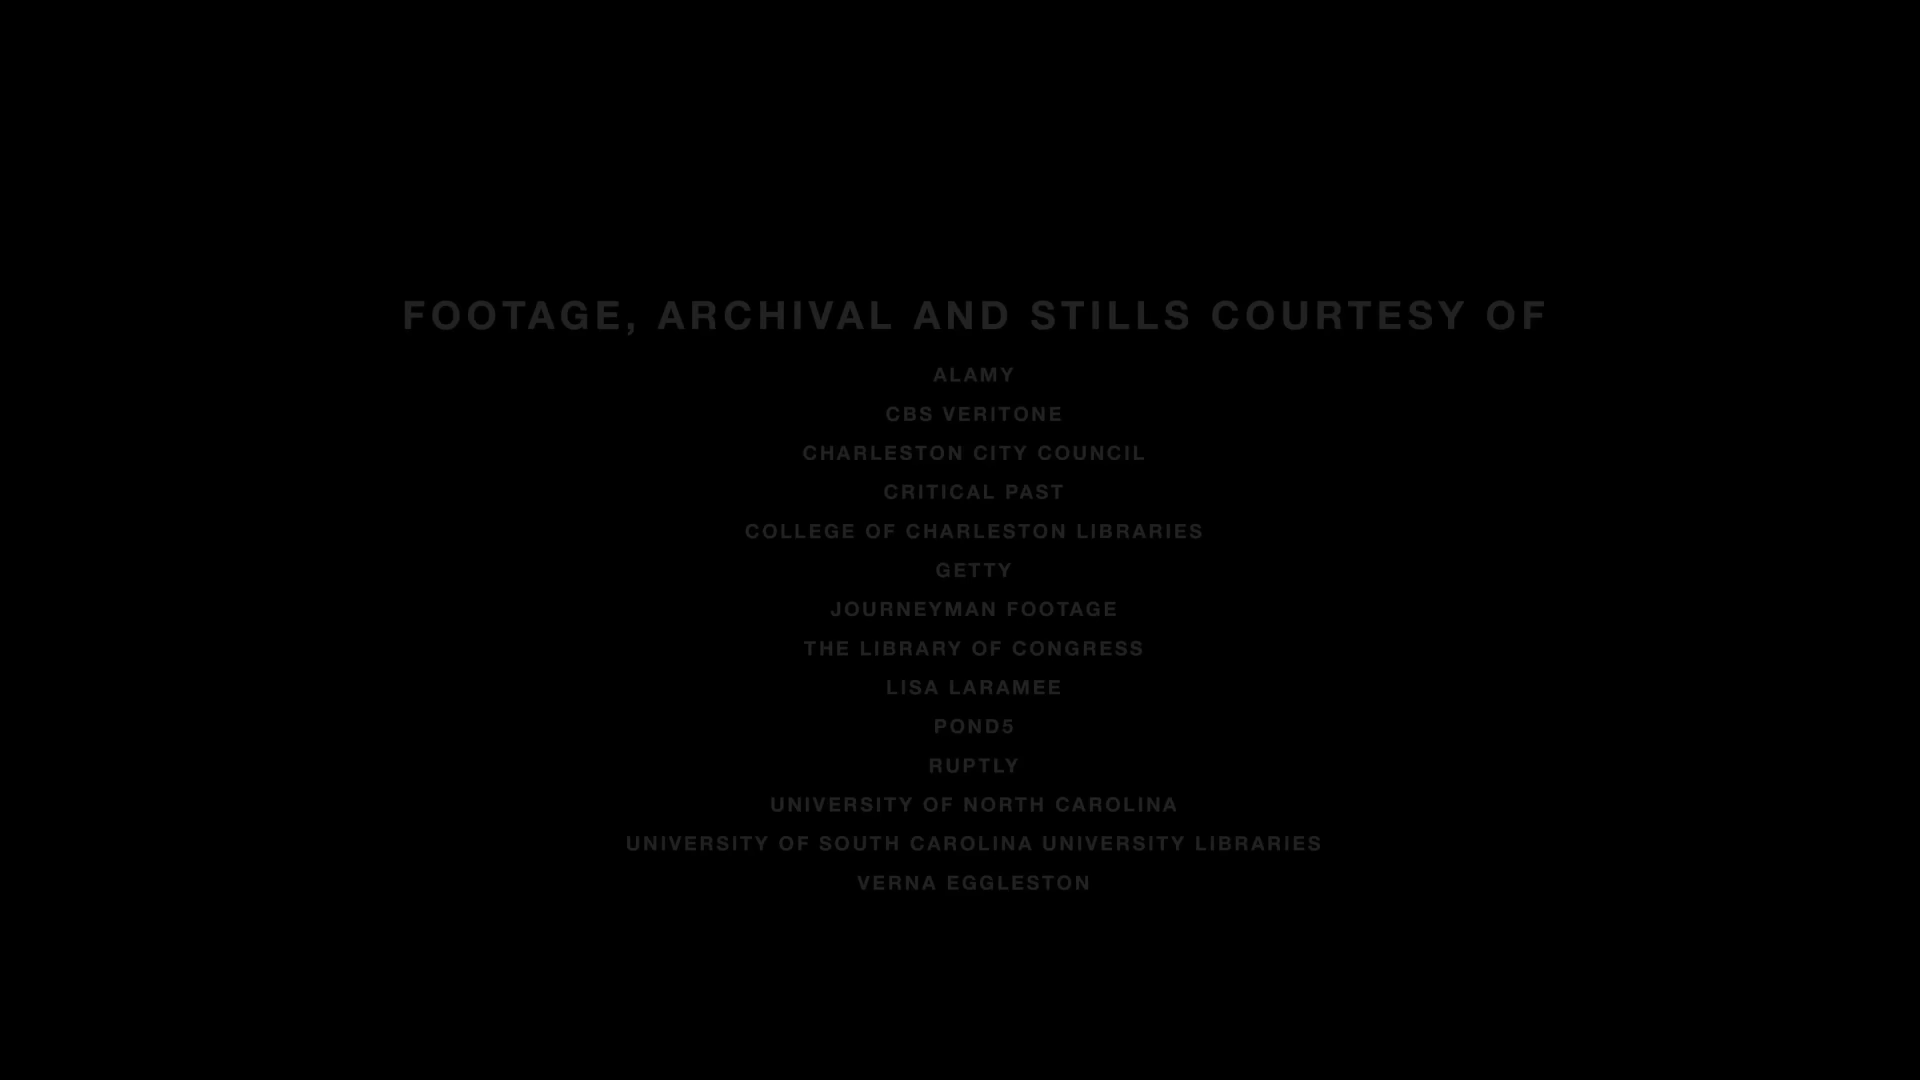 FOOTAGE, ARCHIVAL AND STILLS COURTESY OF
ALAMY
CBS VERITONE
CHARLESTON CITY COUNCIL
CRITICAL PAST
COLLEGE OF CHARLESTON LIBRARIES
GETTY
JOURNEYMAN FOOTAGE
THE LIBRARY OF CONGRESS
LISA LARAMEE
POND5
RUPTLY
UNIVERSITY OF NORTH CAROLINA
UNIVERSITY OF SOUTH CAROLINA UNIVERSITY LIBRARIES
VERNA EGGLESTON